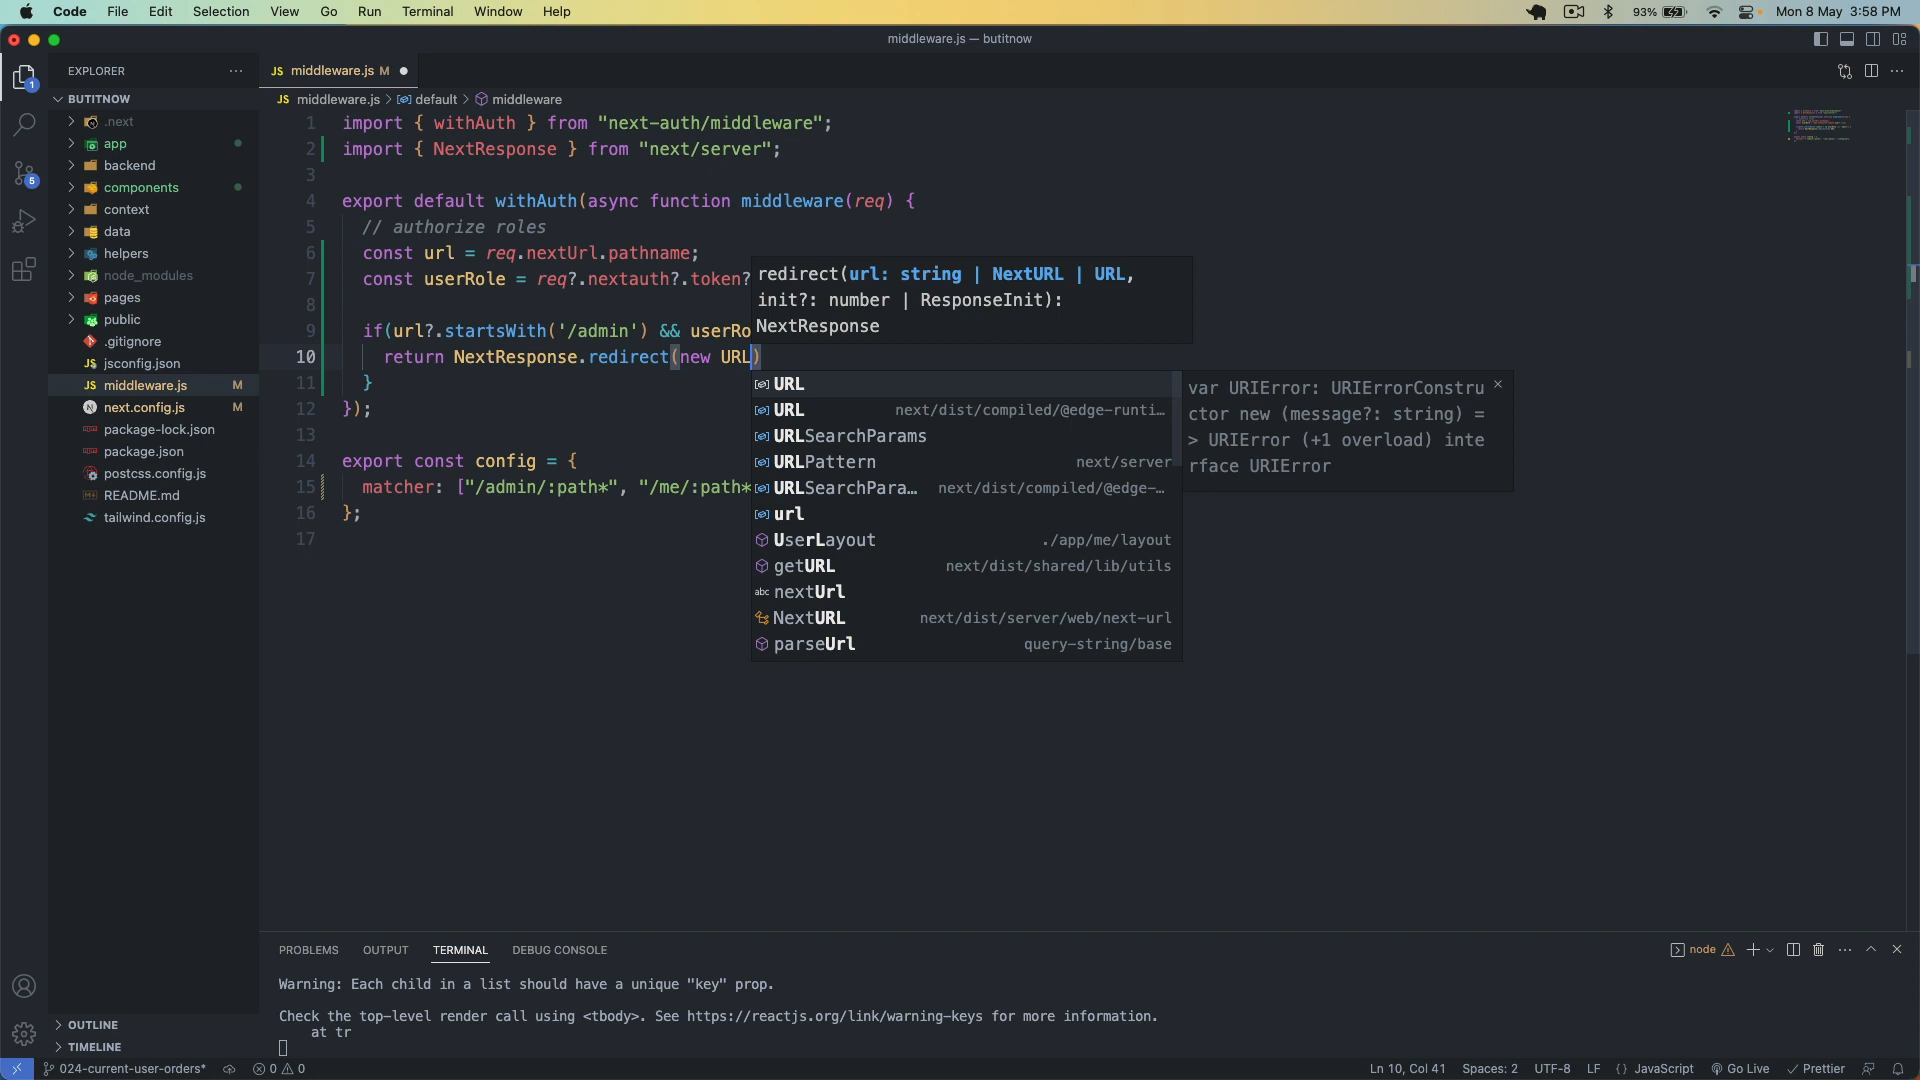 Code File Edit Selection View Go Run Terminal Window Help 93% Mon 8 May 3:58 PM
middleware.js — butitnow
EXPLORER
BUTITNOW
.next
app
backend
components
context
data
helpers
node_modules
pages
public
.gitignore
JS jsconfig.json
JS middleware.js M
next.config.js M
package-lock.json
package.json
postcss.config.js
README.md
tailwind.config.js
OUTLINE
TIMELINE
JS middleware.js M
JS middleware.js > default > middleware
1 import { withAuth } from "next-auth/middleware";
2 import { NextResponse } from "next/server";
3
4 export default withAuth(async function middleware(req) {
5 // authorize roles
6 const url = req.nextUrl.pathname;
7 const userRole = req?.nextauth?.token?
8
9 if(url?.startsWith('/admin') && userRo
10 return NextResponse.redirect(new URL)
11 }
12 });
13
14 export const config = {
15 matcher: ["/admin/:path*", "/me/:path*
16 };
17
redirect(url: string | NextURL | URL,
init?: number | ResponseInit):
NextResponse
URL
URL next/dist/compiled/@edge-runti…
URLSearchParams
URLPattern next/server
URLSearchPara… next/dist/compiled/@edge-…
url
UserLayout ./app/me/layout
getURL next/dist/shared/lib/utils
abc nextUrl
NextURL next/dist/server/web/next-url
parseUrl query-string/base
var URIError: URIErrorConstru
ctor new (message?: string) =
> URIError (+1 overload) inte
rface URIError
PROBLEMS OUTPUT TERMINAL DEBUG CONSOLE
node
Warning: Each child in a list should have a unique "key" prop.
Check the top-level render call using <tbody>. See https://reactjs.org/link/warning-keys for more information.
at tr
024-current-user-orders* 0 0 Ln 10, Col 41 Spaces: 2 UTF-8 LF {} JavaScript Go Live Prettier